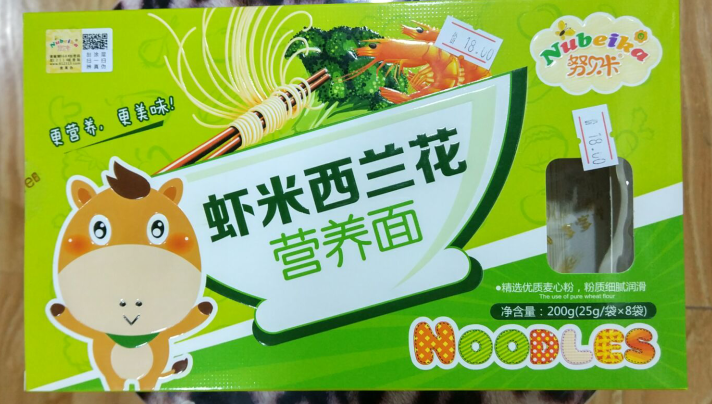 Nubeika
18.00
Nubeika
努贝卡
更营养，更美味！
18.00
虾米西兰花
营养面
●精选优质麦心粉，粉质细腻润滑
The use of pure wheat flour
净含量：200g(25g/袋×8袋)
NOODLES